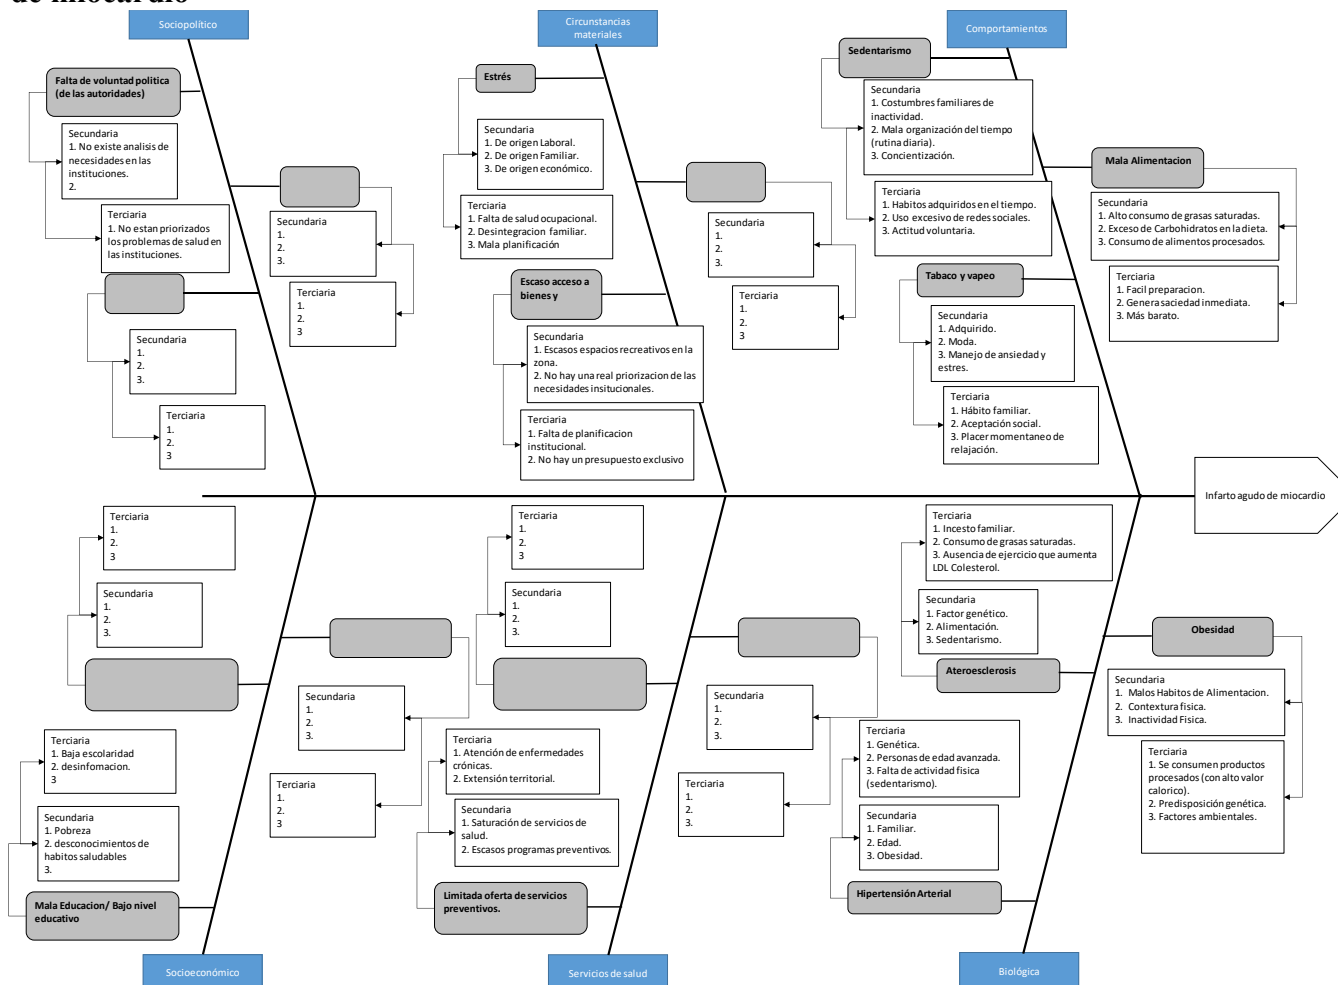 de miocardio
Sociopolítico
Circunstancias
materiales
Comportamientos
Falta de voluntad politica
(de las autoridades)
Secundaria
1. No existe analisis de
necesidades en las
instituciones.
2.
Terciaria
1. No estan priorizados
los problemas de salud en
las instituciones.
Secundaria
1.
2.
3.
Terciaria
1.
2.
3
Secundaria
1.
2.
3.
Terciaria
1.
2.
3
Estrés
Secundaria
1. De origen Laboral.
2. De origen Familiar.
3. De origen económico.
Terciaria
1. Falta de salud ocupacional.
2. Desintegracion familiar.
3. Mala planificación
Escaso acceso a
bienes y
Secundaria
1. Escasos espacios recreativos en la
zona.
2. No hay una real priorizacion de las
necesidades insitucionales.
Terciaria
1. Falta de planificacion
institucional.
2. No hay un presupuesto exclusivo
Secundaria
1.
2.
3.
Terciaria
1.
2.
3
Sedentarismo
Secundaria
1. Costumbres familiares de
inactividad.
2. Mala organización del tiempo
(rutina diaria).
3. Concientización.
Terciaria
1. Habitos adquiridos en el tiempo.
2. Uso excesivo de redes sociales.
3. Actitud voluntaria.
Mala Alimentacion
Secundaria
1. Alto consumo de grasas saturadas.
2. Exceso de Carbohidratos en la dieta.
3. Consumo de alimentos procesados.
Terciaria
1. Facil preparacion.
2. Genera saciedad inmediata.
3. Más barato.
Tabaco y vapeo
Secundaria
1. Adquirido.
2. Moda.
3. Manejo de ansiedad y
estres.
Terciaria
1. Hábito familiar.
2. Aceptación social.
3. Placer momentaneo de
relajación.
Infarto agudo de miocardio
Terciaria
1.
2.
3
Secundaria
1.
2.
3.
Secundaria
1.
2.
3.
Terciaria
1.
2.
3
Terciaria
1. Baja escolaridad
2. desinfomacion.
3
Secundaria
1. Pobreza
2. desconocimientos de
habitos saludables
3.
Mala Educacion/ Bajo nivel
educativo
Terciaria
1.
2.
3
Secundaria
1.
2.
3.
Secundaria
1.
2.
3.
Terciaria
1.
2.
3.
Terciaria
1. Atención de enfermedades
crónicas.
2. Extensión territorial.
Secundaria
1. Saturación de servicios de
salud.
2. Escasos programas preventivos.
Limitada oferta de servicios
preventivos.
Terciaria
1. Incesto familiar.
2. Consumo de grasas saturadas.
3. Ausencia de ejercicio que aumenta
LDL Colesterol.
Secundaria
1. Factor genético.
2. Alimentación.
3. Sedentarismo.
Ateroesclerosis
Obesidad
Secundaria
1. Malos Habitos de Alimentacion.
2. Contextura fisica.
3. Inactividad Fisica.
Terciaria
1. Se consumen productos
procesados (con alto valor
calorico).
2. Predisposición genética.
3. Factores ambientales.
Terciaria
1. Genética.
2. Personas de edad avanzada.
3. Falta de actividad fisica
(sedentarismo).
Secundaria
1. Familiar.
2. Edad.
3. Obesidad.
Hipertensión Arterial
Socioeconómico
Servicios de salud
Biológica